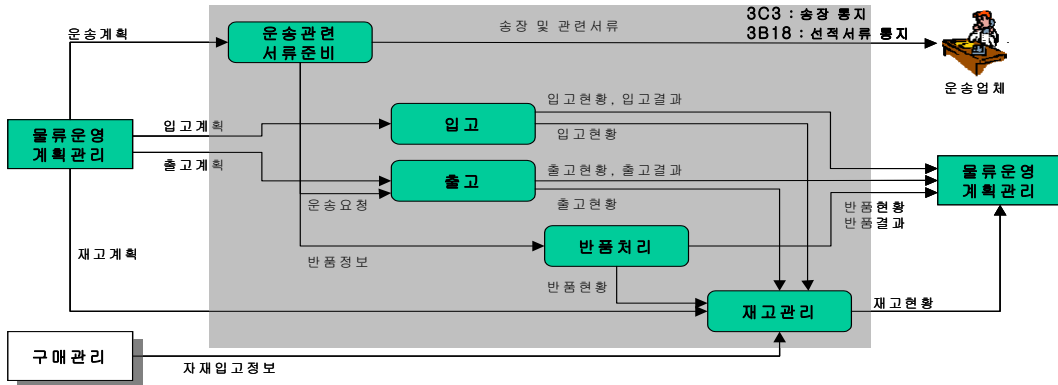 3C3 : 송장 통지
3B18 : 선적서류 통지
운송계획
운송관련
서류준비
송장 및 관련서류
운송업체
물류운영
계획관리
입고계획
출고계획
입고
입고현황, 입고결과
입고현황
출고
출고현황, 출고결과
출고현황
운송요청
물류운영
계획관리
반품현황
반품결과
재고계획
반품정보
반품처리
반품현황
재고관리
재고현황
구매관리
자재입고정보